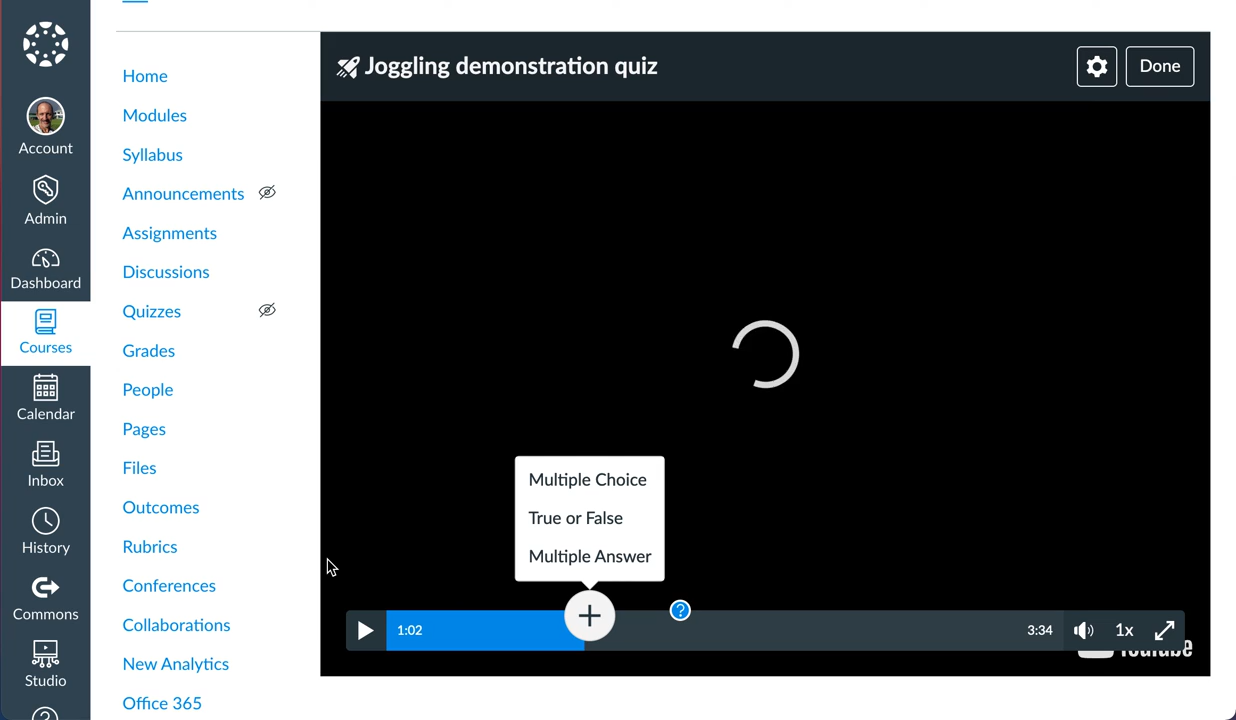 Account
Admin
Dashboard
Courses
Calendar
Inbox
History
Commons
Studio
Home
Modules
Syllabus
Announcements
Assignments
Discussions
Quizzes
Grades
People
Pages
Files
Outcomes
Rubrics
Conferences
Collaborations
New Analytics
Office 365
Joggling demonstration quiz
Done
Multiple Choice
True or False
Multiple Answer
+
?
1:02
3:34
1x
YouTube